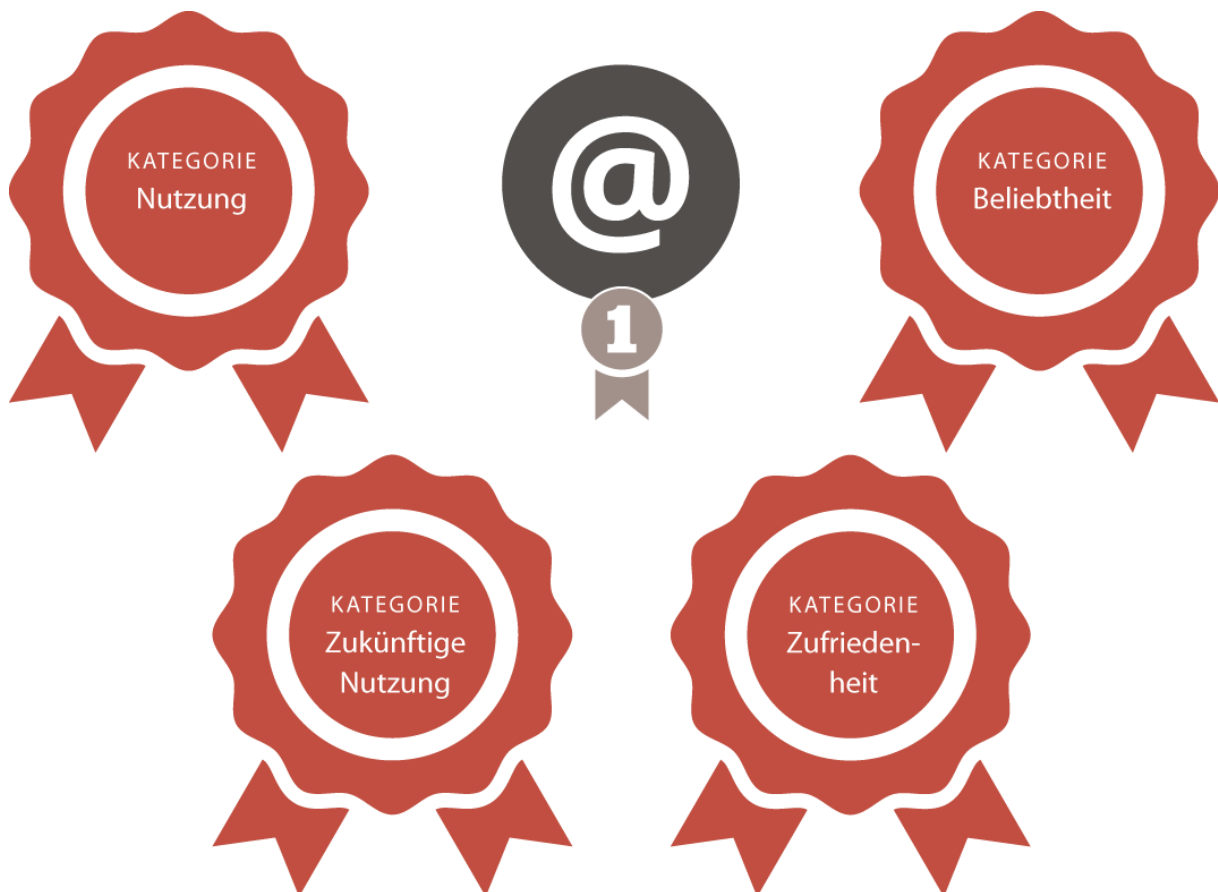 KATEGORIE
Nutzung
@
1
KATEGORIE
Beliebtheit
KATEGORIE
Zukünftige
Nutzung
KATEGORIE
Zufrieden-
heit